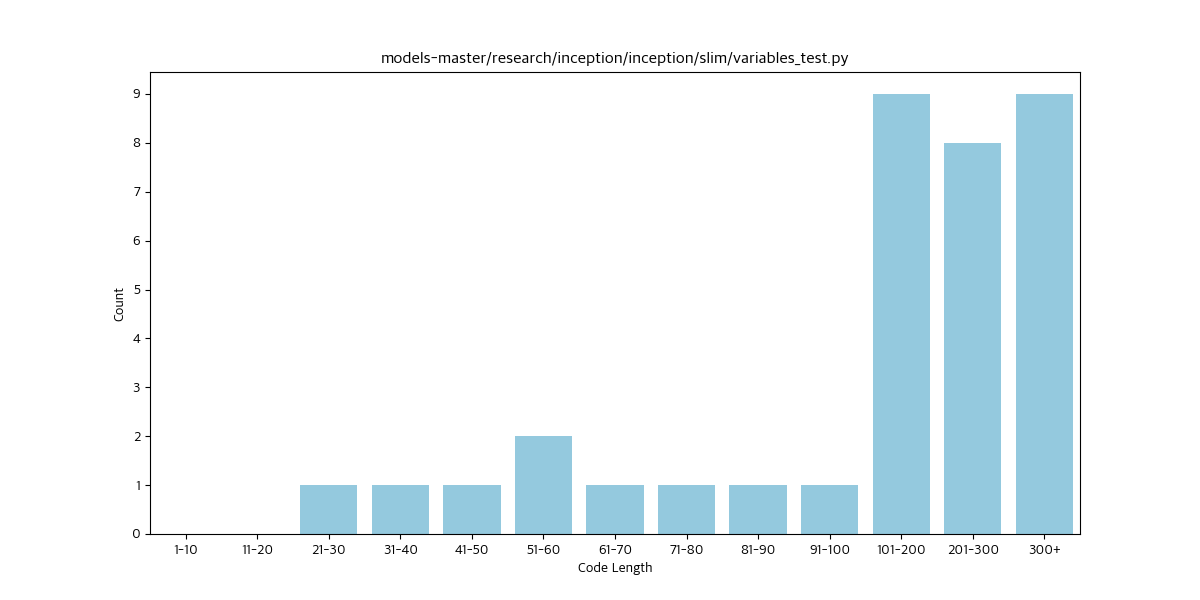 models-master/research/inception/inception/slim/variables_test.py
Count
9
8
7
6
5
4
3
2
1
0
1-10 11-20 21-30 31-40 41-50 51-60 61-70 71-80 81-90 91-100 101-200 201-300 300+
Code Length